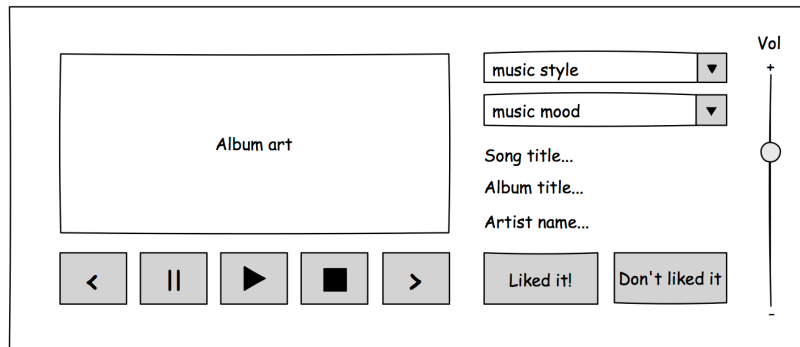 Vol
+
music style
music mood
Album art
Song title...
Album title...
Artist name...
<
>
Liked it!
Don't liked it
-